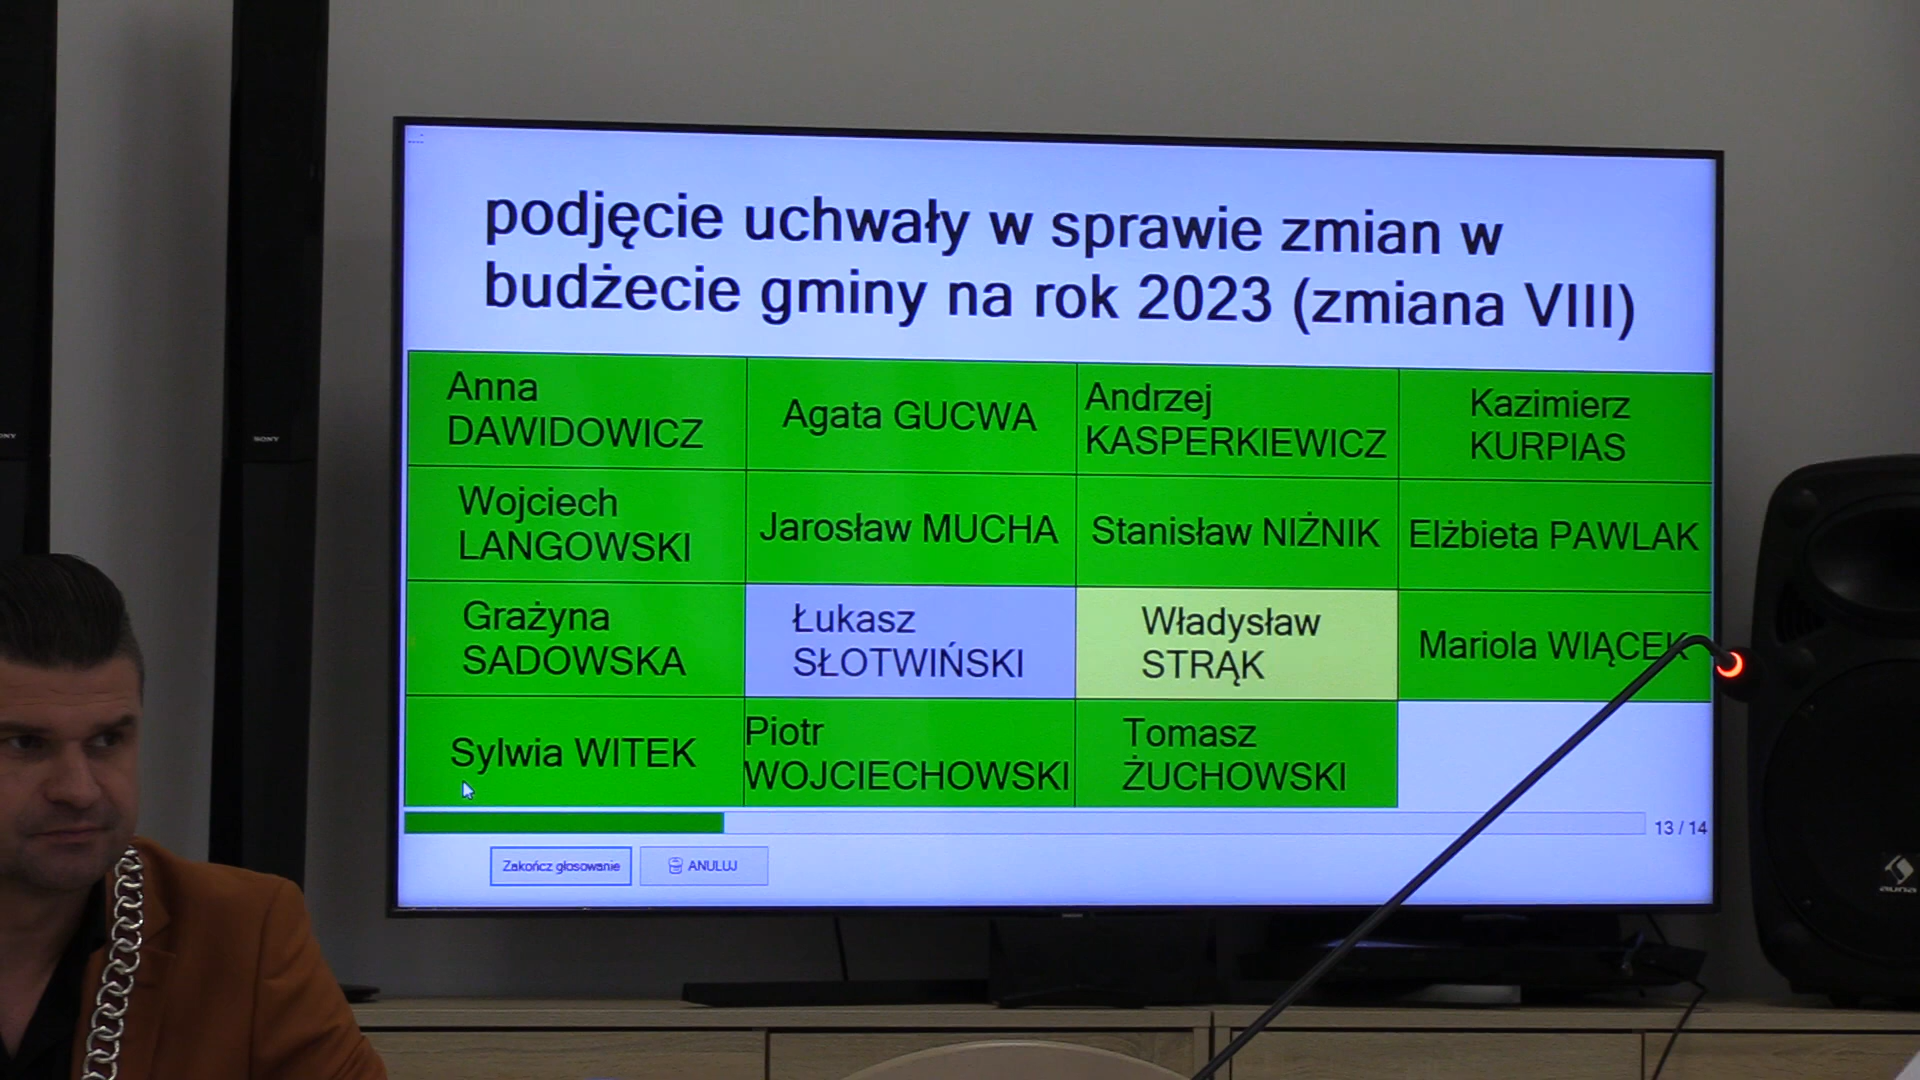 podjęcie uchwały w sprawie zmian w
budżecie gminy na rok 2023 (zmiana VIII)
Anna
DAWIDOWICZ
Agata GUCWA
Andrzej
KASPERKIEWICZ
Kazimierz
KURPIAS
Wojciech
LANGOWSKI
Jarosław MUCHA
Stanisław NIŻNIK
Elżbieta PAWLAK
Grażyna
SADOWSKA
Łukasz
SŁOTWIŃSKI
Władysław
STRĄK
Mariola WIĄCEK
Sylwia WITEK
Piotr
WOJCIECHOWSKI
Tomasz
ŻUCHOWSKI
13 / 14
Zakończ głosowanie
ANULUJ
SONY
auna